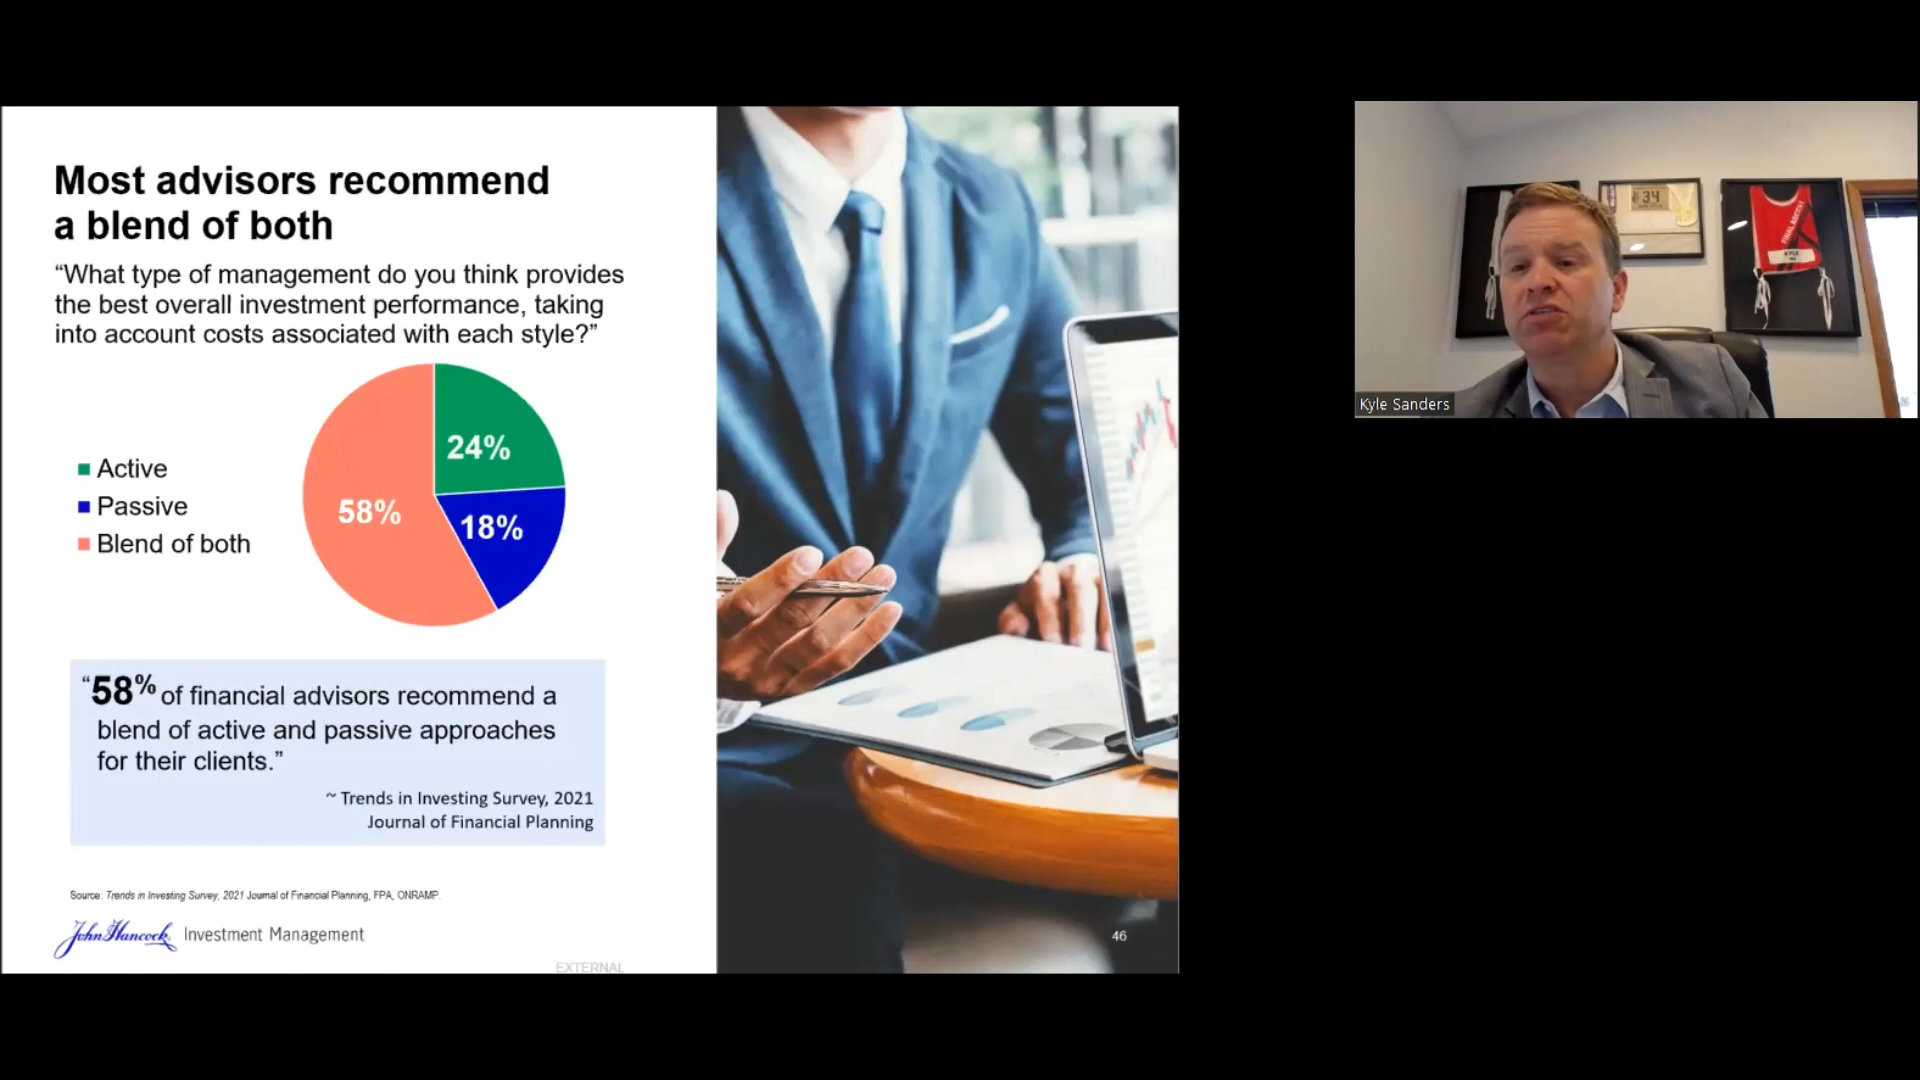 Most advisors recommend
a blend of both
“What type of management do you think provides
the best overall investment performance, taking
into account costs associated with each style?”
Active
Passive
Blend of both
24%
58%
18%
“58% of financial advisors recommend a
blend of active and passive approaches
for their clients.”
~ Trends in Investing Survey, 2021
Journal of Financial Planning
Source: Trends in Investing Survey, 2021 Journal of Financial Planning, FPA, ONRAMP.
John Hancock Investment Management
EXTERNAL
46
34
KYLE
Kyle Sanders